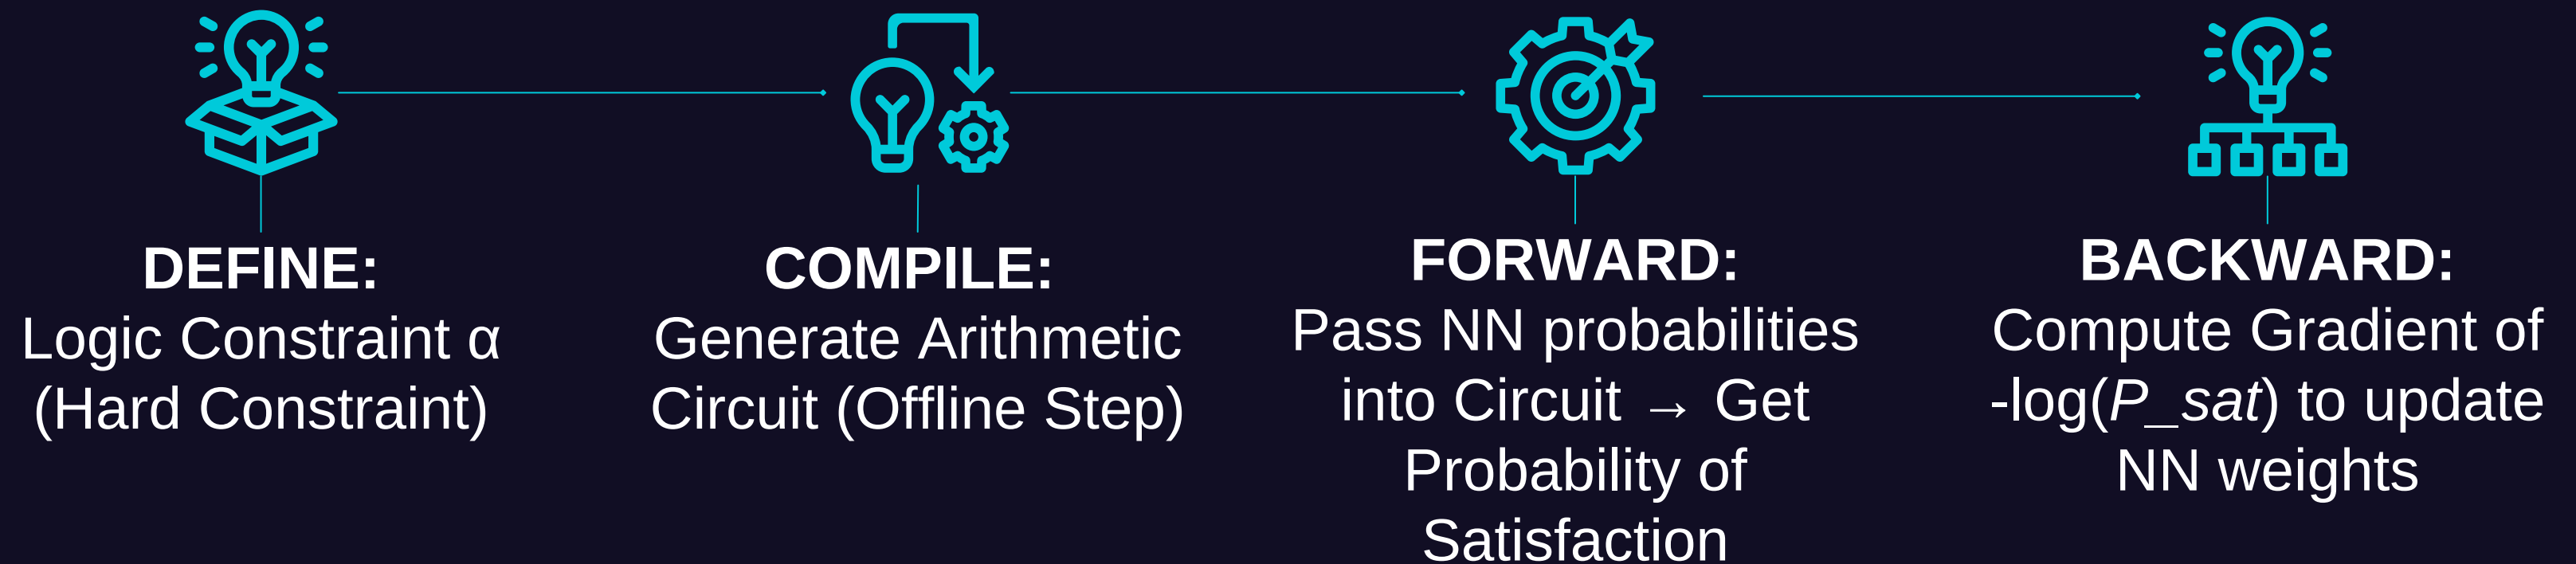 DEFINE:
Logic Constraint α
(Hard Constraint)
COMPILE:
Generate Arithmetic
Circuit (Offline Step)
FORWARD:
Pass NN probabilities
into Circuit → Get
Probability of
Satisfaction
BACKWARD:
Compute Gradient of
-log(P_sat) to update
NN weights